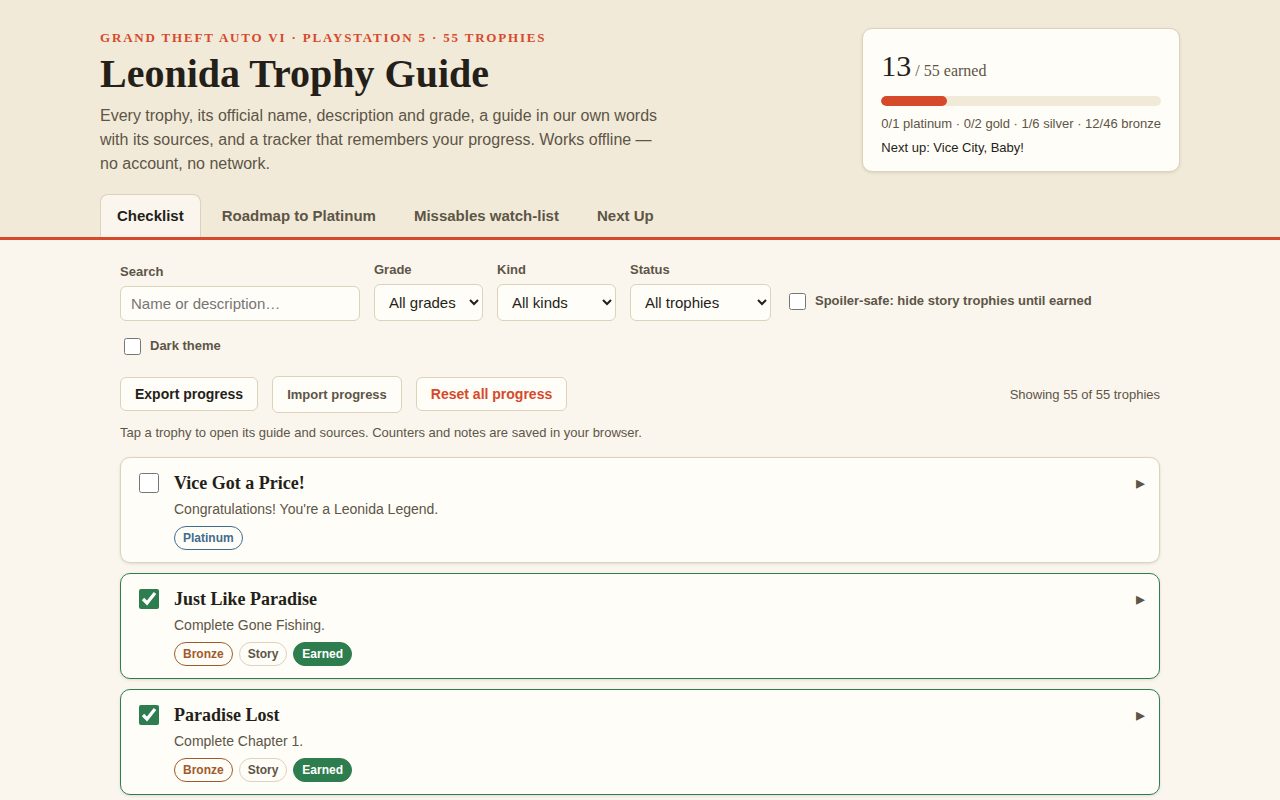 GRAND THEFT AUTO VI · PLAYSTATION 5 · 55 TROPHIES
Leonida Trophy Guide
Every trophy, its official name, description and grade, a guide in our own words
with its sources, and a tracker that remembers your progress. Works offline —
no account, no network.
13 / 55 earned
0/1 platinum · 0/2 gold · 1/6 silver · 12/46 bronze
Next up: Vice City, Baby!
Checklist
Roadmap to Platinum
Missables watch-list
Next Up
Search
Name or description…
Grade
All grades
Kind
All kinds
Status
All trophies
Spoiler-safe: hide story trophies until earned
Dark theme
Export progress
Import progress
Reset all progress
Showing 55 of 55 trophies
Tap a trophy to open its guide and sources. Counters and notes are saved in your browser.
Vice Got a Price!
Congratulations! You're a Leonida Legend.
Platinum
Just Like Paradise
Complete Gone Fishing.
Bronze Story Earned
Paradise Lost
Complete Chapter 1.
Bronze Story Earned